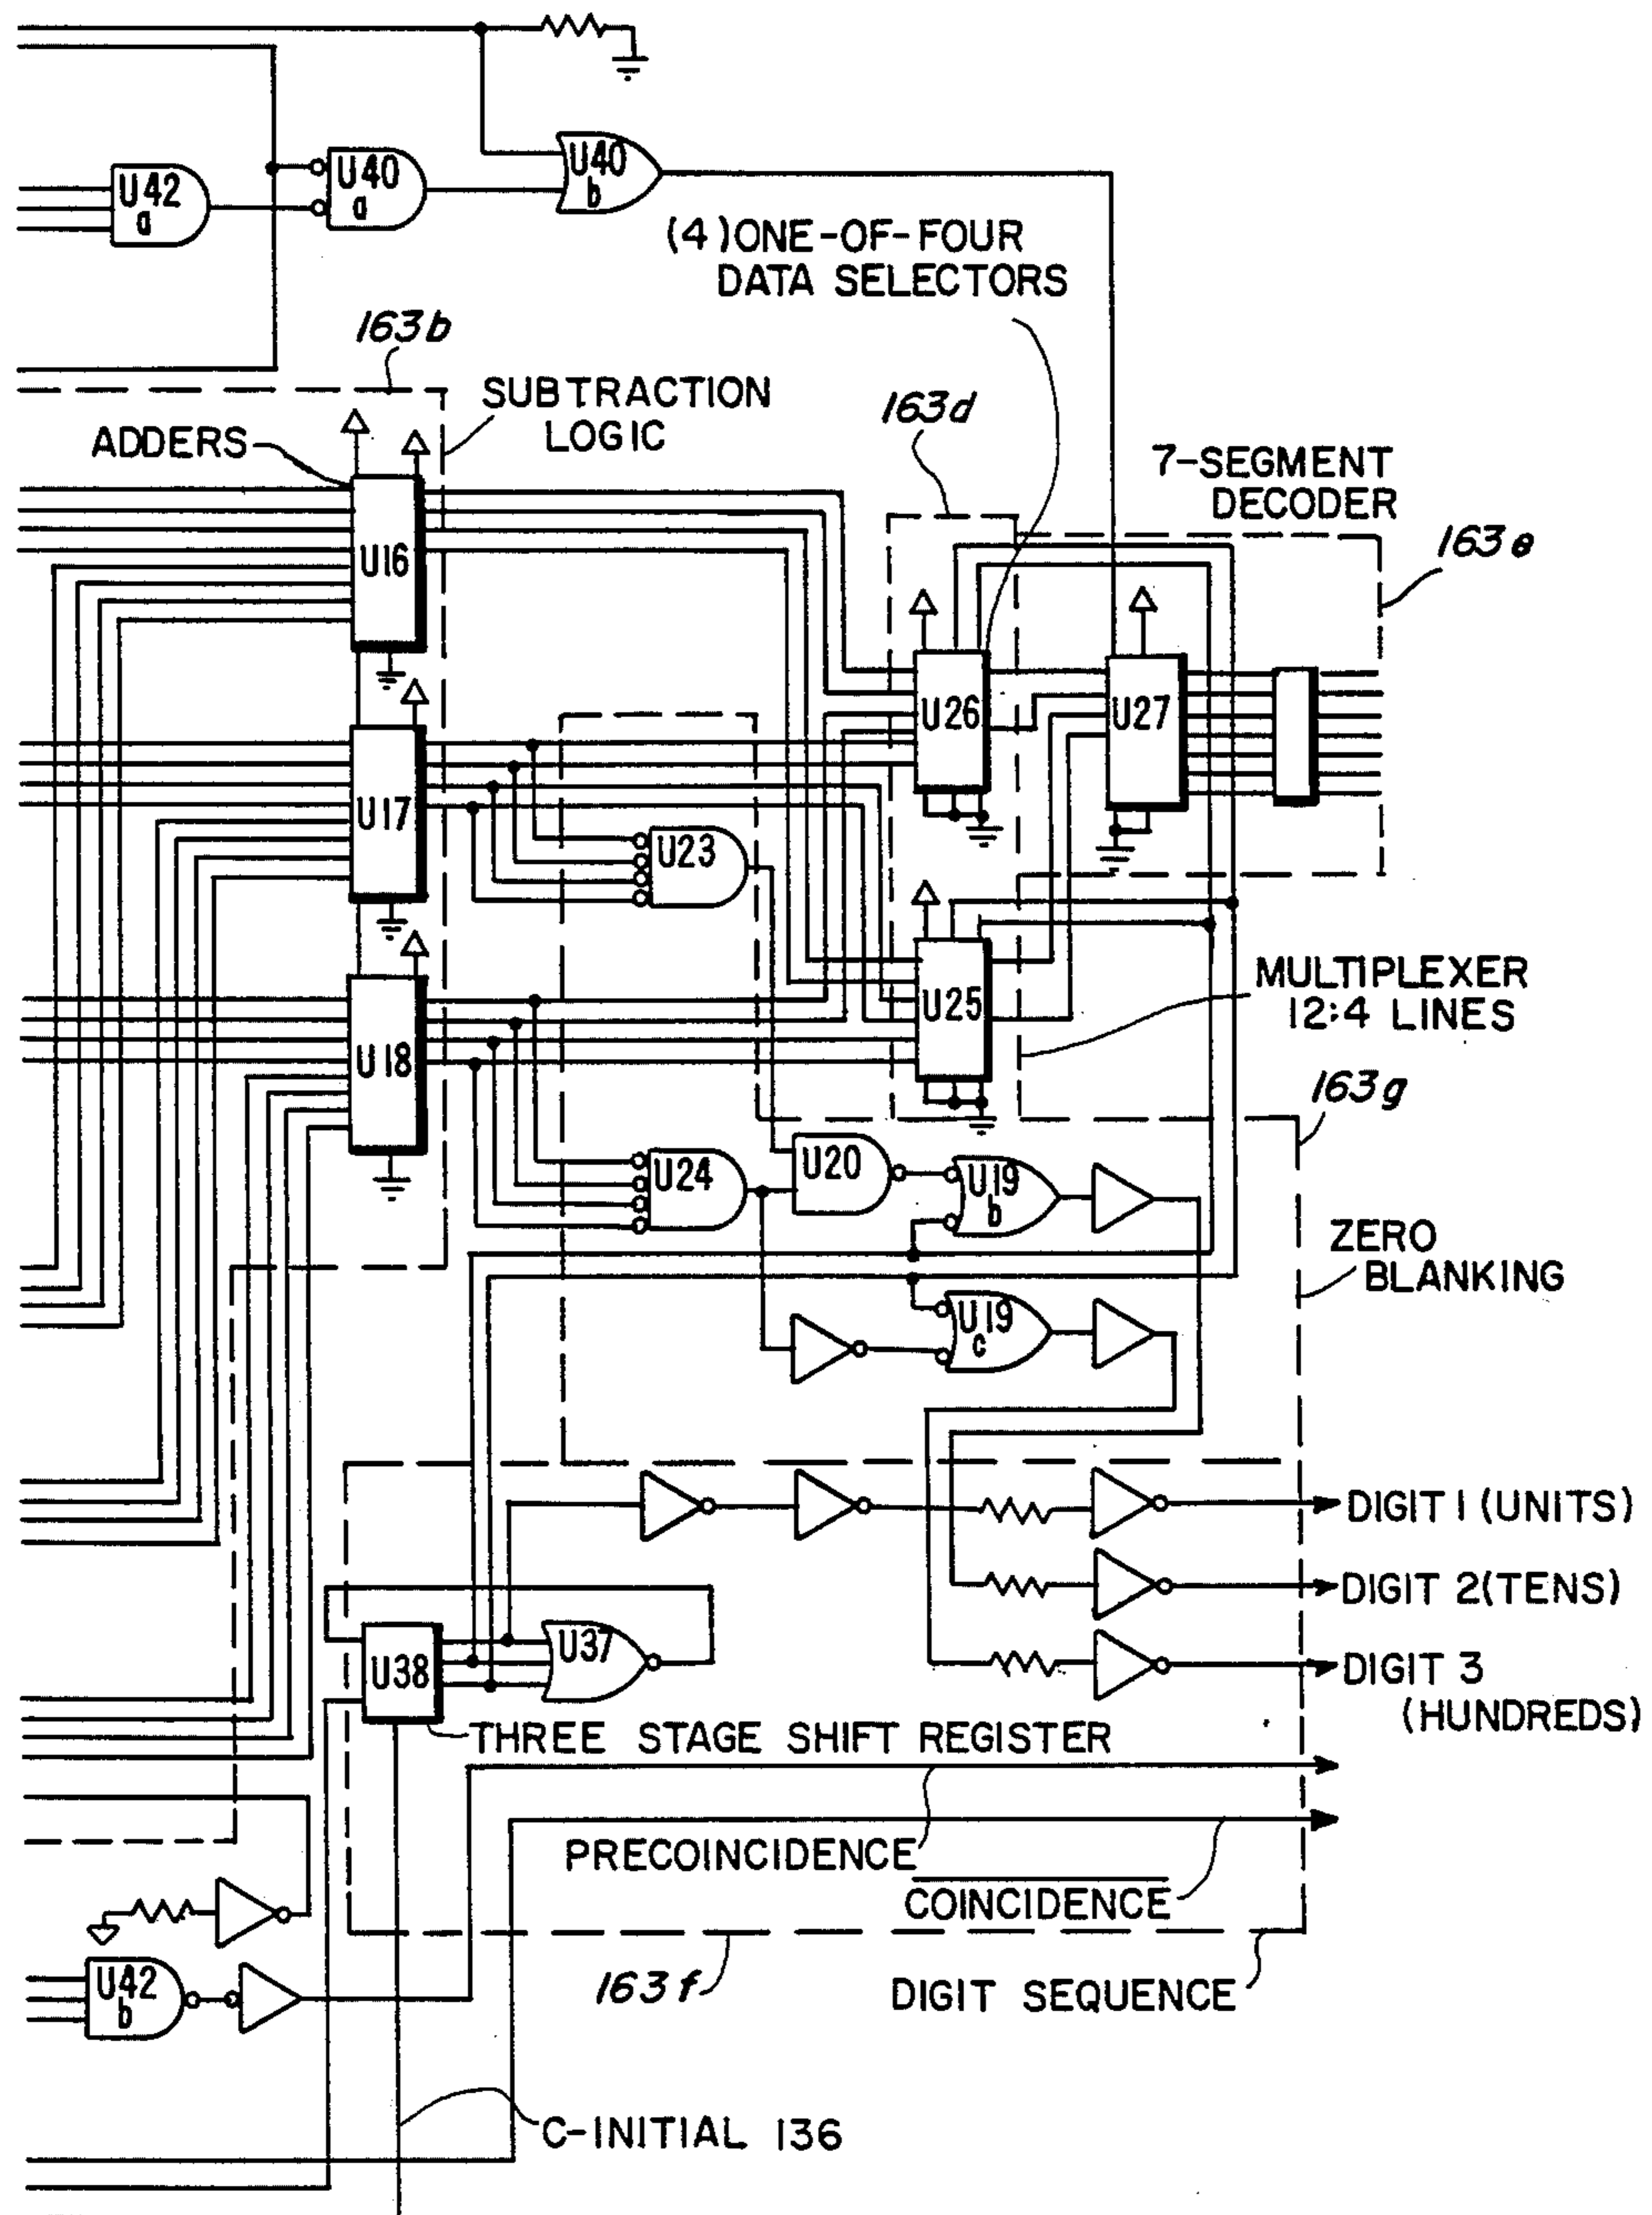 U42
a
U40
a
U40
b
(4)ONE-OF-FOUR
DATA SELECTORS
163b
SUBTRACTION
LOGIC
ADDERS
163d
7-SEGMENT
DECODER
163e
U16
U26
U27
U17
U23
U25
MULTIPLEXER
12:4 LINES
U18
163g
U24
U20
U19
b
ZERO
BLANKING
U19
c
DIGIT 1 (UNITS)
DIGIT 2(TENS)
U38
U37
DIGIT 3
(HUNDREDS)
THREE STAGE SHIFT REGISTER
PRECOINCIDENCE
COINCIDENCE
163f
DIGIT SEQUENCE
U42
b
C-INITIAL 136